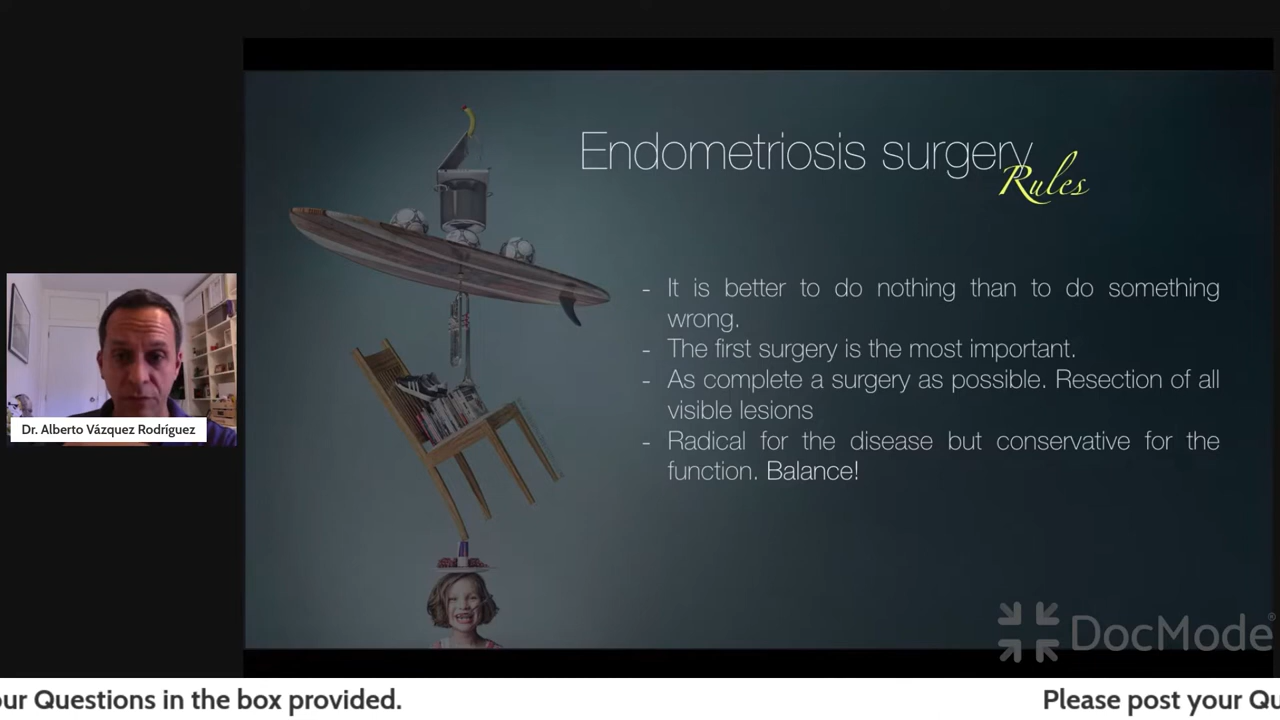 Endometriosis surgery
Rules
- It is better to do nothing than to do something
wrong.
- The first surgery is the most important.
- As complete a surgery as possible. Resection of all
visible lesions
- Radical for the disease but conservative for the
function. Balance!
Dr. Alberto Vázquez Rodríguez
DocMode®
our Questions in the box provided.
Please post your Qu